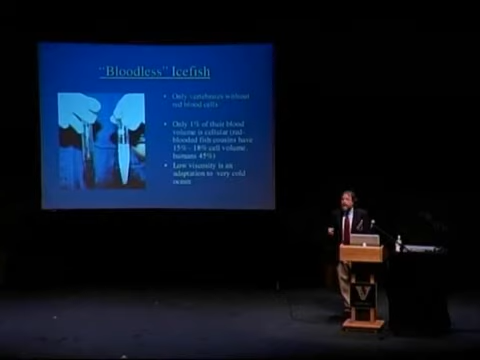 "Bloodless" Icefish
• Only vertebrates without
red blood cells
• Only 1% of their blood
volume is cellular (red-
blooded fish cousins have
15% - 18% cell volume,
humans 45%)
• Low viscosity is an
adaptation to very cold
ocean
V